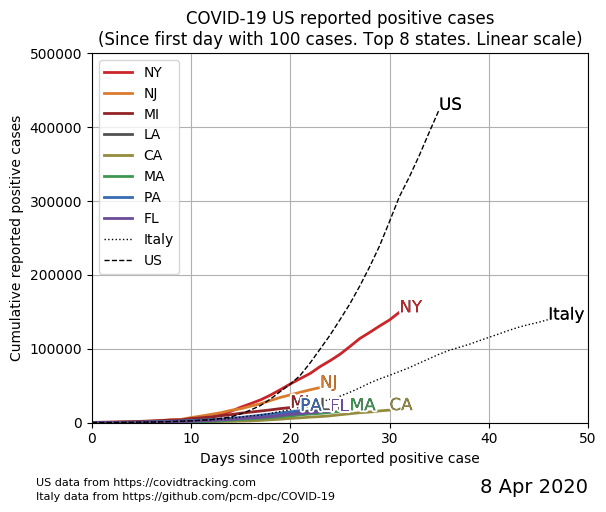 COVID-19 US reported positive cases
(Since first day with 100 cases. Top 8 states. Linear scale)
500000
400000
300000
200000
100000
0
Cumulative reported positive cases
NY
NJ
MI
LA
CA
MA
PA
FL
Italy
US
US
NY
Italy
NJ
PA
FL
MA
CA
0
10
20
30
40
50
Days since 100th reported positive case
US data from https://covidtracking.com
Italy data from https://github.com/pcm-dpc/COVID-19
8 Apr 2020